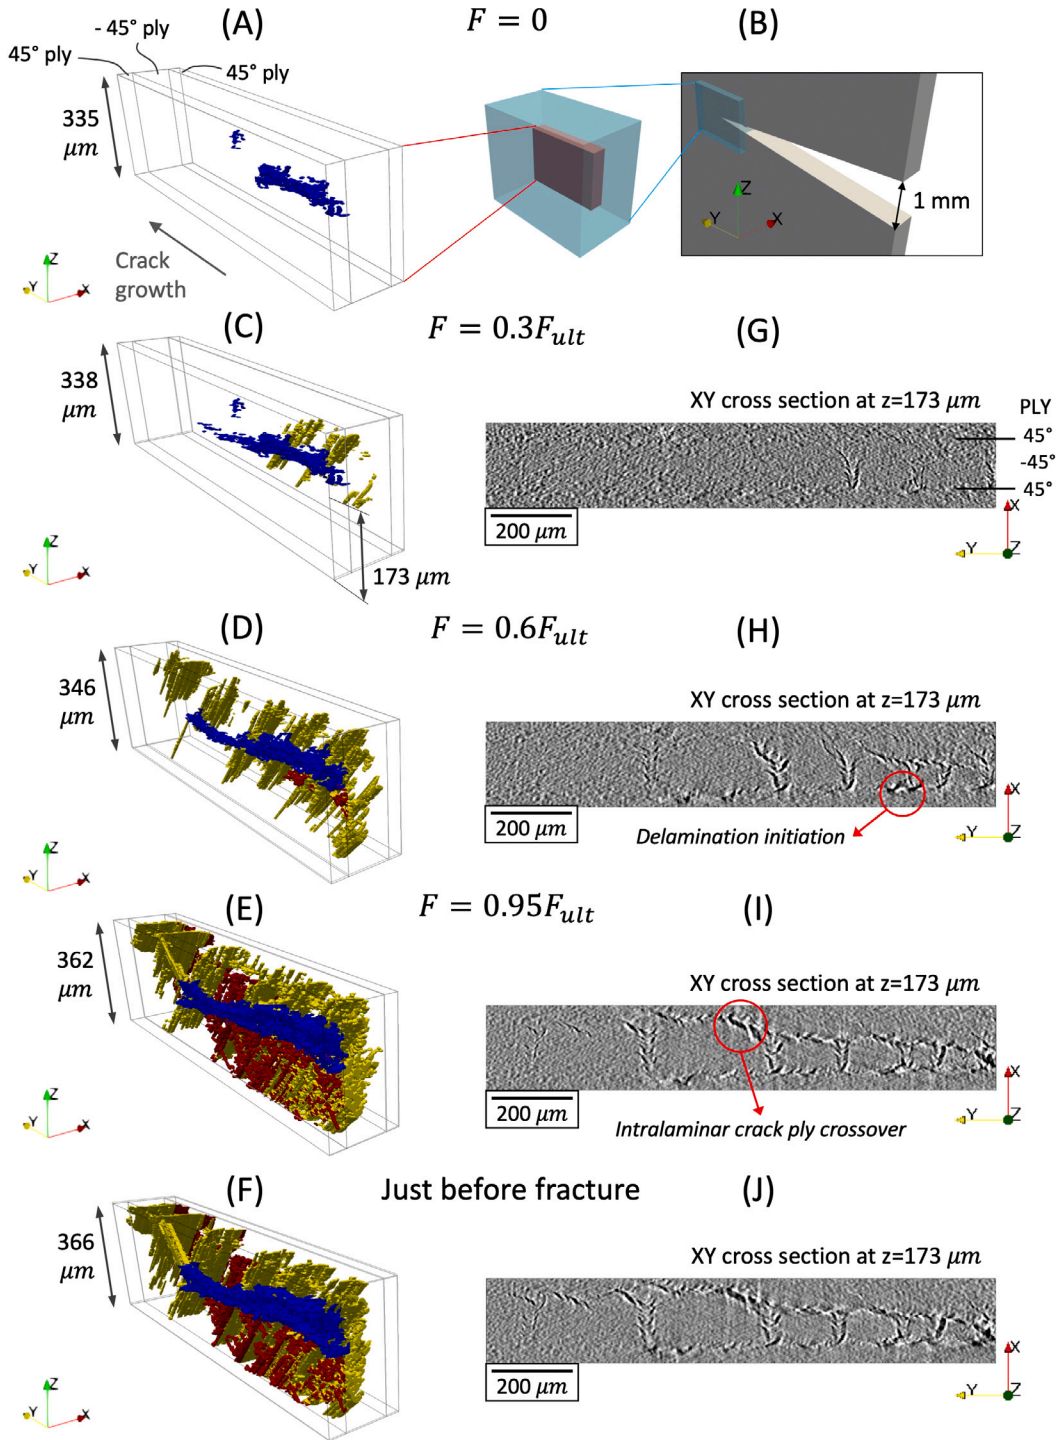 (A)
F = 0
(B)
- 45° ply
45° ply
45° ply
335
μm
Crack
growth
1 mm
Z
Y
X
Z
Y
X
(C)
F = 0.3F_ult
(G)
338
μm
XY cross section at z=173 μm
PLY
45°
-45°
45°
200 μm
173 μm
Z
Y
X
X
Y
Z
(D)
F = 0.6F_ult
(H)
346
μm
XY cross section at z=173 μm
200 μm
Delamination initiation
Z
Y
X
X
Y
Z
(E)
F = 0.95F_ult
(I)
362
μm
XY cross section at z=173 μm
200 μm
Intralaminar crack ply crossover
Z
Y
X
X
Y
Z
(F)
Just before fracture
(J)
366
μm
XY cross section at z=173 μm
200 μm
Z
Y
X
X
Y
Z